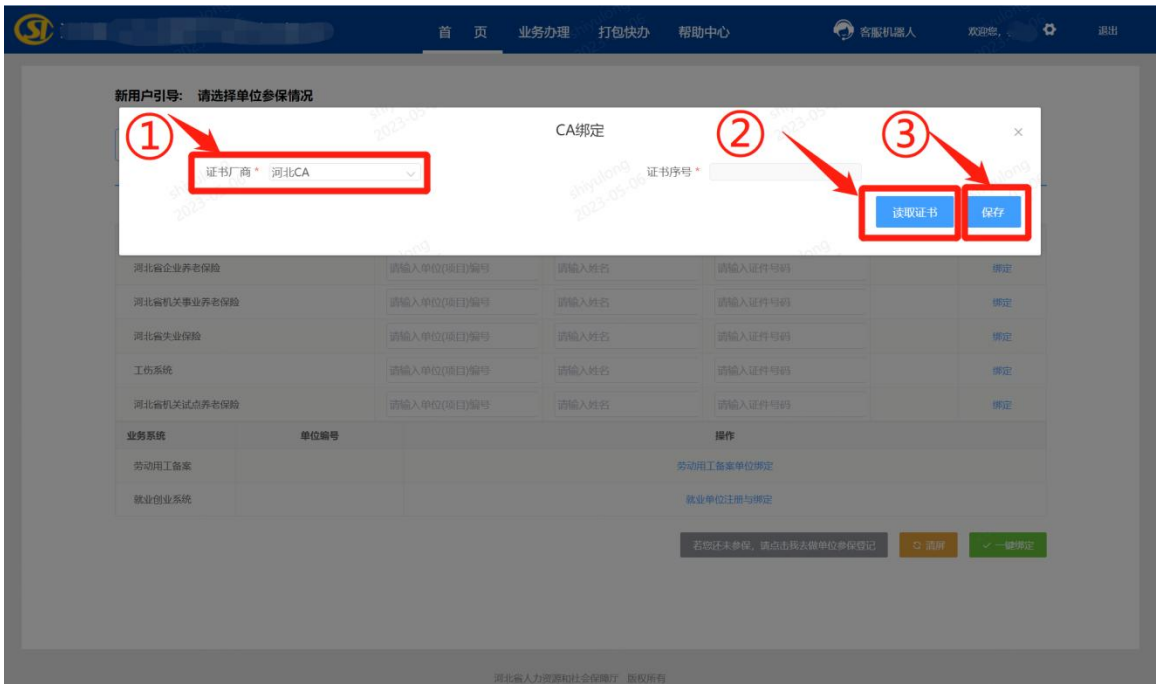 首 页 业务办理 打包快办 帮助中心 客服机器人 欢迎您, 退出
新用户引导: 请选择单位参保情况
① CA绑定 ② ③ ×
证书厂商 * 河北CA 证书序号 *
读取证书 保存
河北省企业养老保险 请输入单位(项目)编号 请输入姓名 请输入证件号码 绑定
河北省机关事业养老保险 请输入单位(项目)编号 请输入姓名 请输入证件号码 绑定
河北省失业保险 请输入单位(项目)编号 请输入姓名 请输入证件号码 绑定
工伤系统 请输入单位(项目)编号 请输入姓名 请输入证件号码 绑定
河北省机关试点养老保险 请输入单位(项目)编号 请输入姓名 请输入证件号码 绑定
业务系统 单位编号 操作
劳动用工备案 劳动用工备案单位绑定
就业创业系统 就业单位注册与绑定
若您还未参保, 请点击我去做单位参保登记 清屏 一键绑定
河北省人力资源和社会保障厅 版权所有